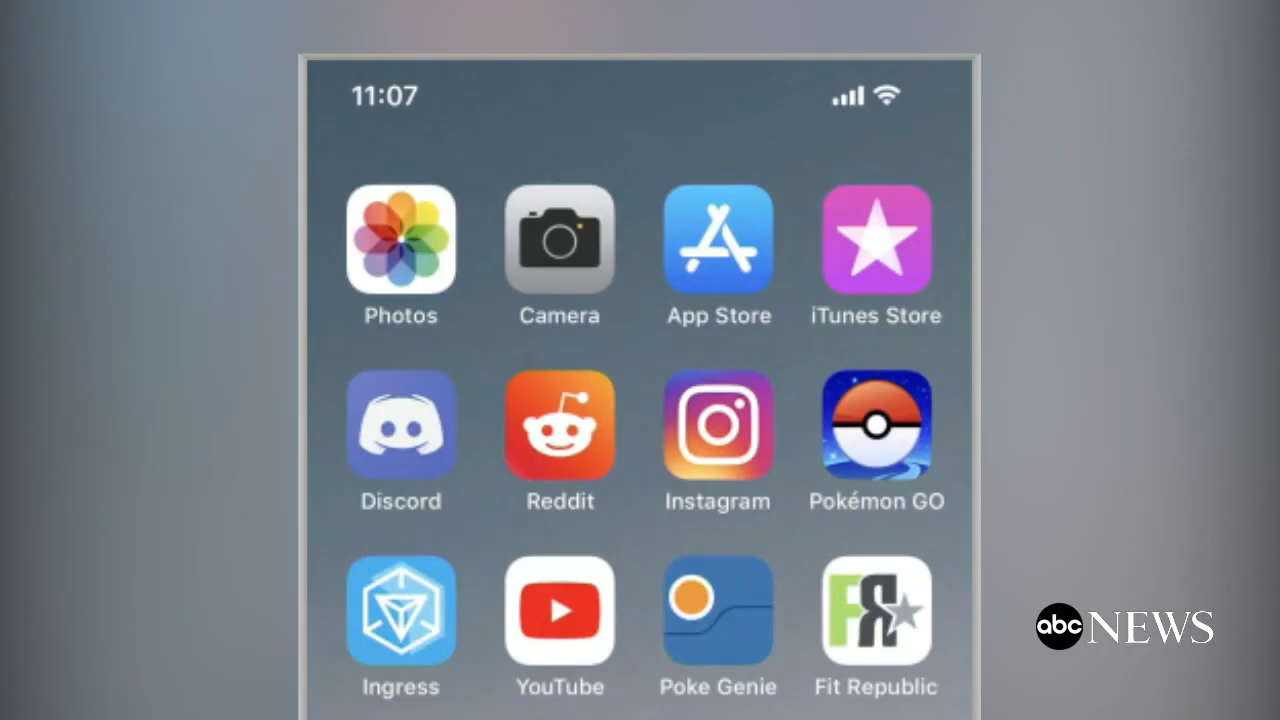 11:07
Photos Camera App Store iTunes Store
Discord Reddit Instagram Pokémon GO
FR
Ingress YouTube Poke Genie Fit Republic
abc NEWS